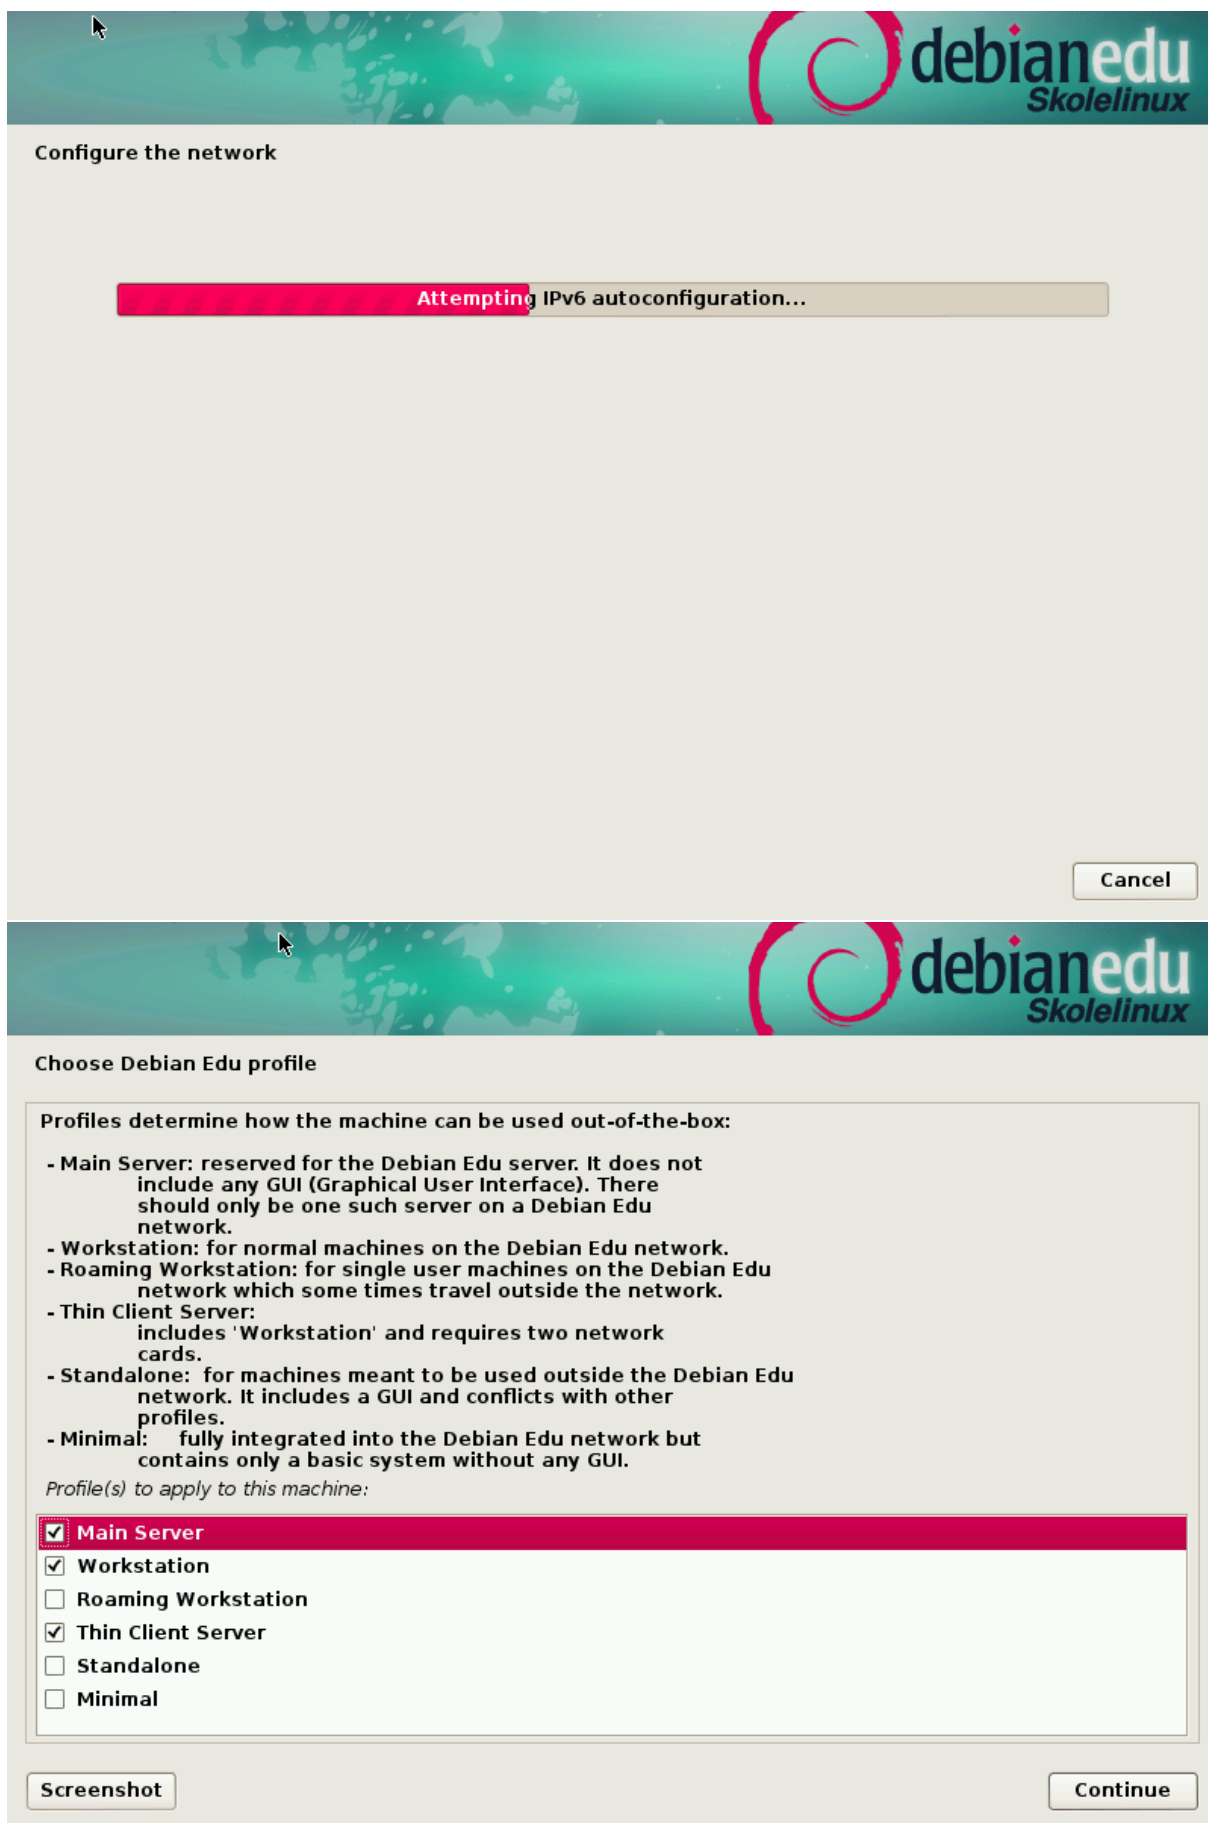 debianedu
Skolelinux
Configure the network
Attempting IPv6 autoconfiguration...
Cancel
debianedu
Skolelinux
Choose Debian Edu profile
Profiles determine how the machine can be used out-of-the-box:
- Main Server: reserved for the Debian Edu server. It does not
include any GUI (Graphical User Interface). There
should only be one such server on a Debian Edu
network.
- Workstation: for normal machines on the Debian Edu network.
- Roaming Workstation: for single user machines on the Debian Edu
network which some times travel outside the network.
- Thin Client Server:
includes 'Workstation' and requires two network
cards.
- Standalone: for machines meant to be used outside the Debian Edu
network. It includes a GUI and conflicts with other
profiles.
- Minimal: fully integrated into the Debian Edu network but
contains only a basic system without any GUI.
Profile(s) to apply to this machine:
Main Server
Workstation
Roaming Workstation
Thin Client Server
Standalone
Minimal
Screenshot
Continue